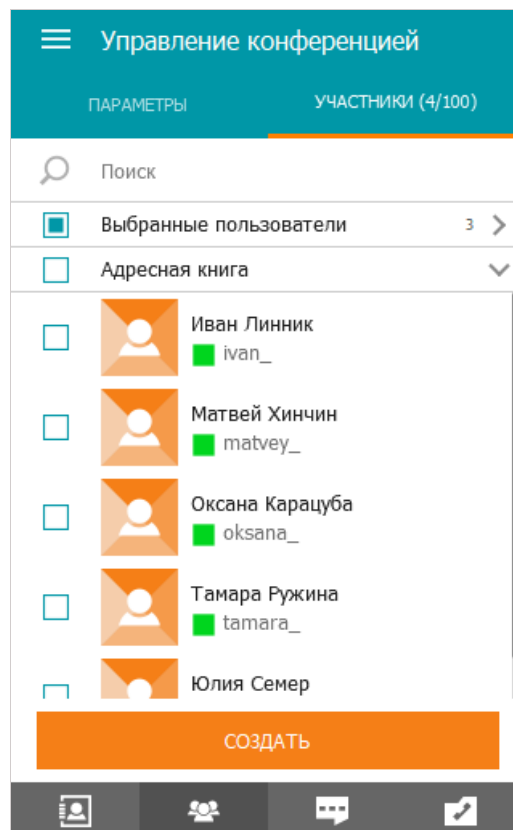 Управление конференцией
ПАРАМЕТРЫ УЧАСТНИКИ (4/100)
Поиск
Выбранные пользователи 3
Адресная книга
Иван Линник
ivan_
Матвей Хинчин
matvey_
Оксана Карацуба
oksana_
Тамара Ружина
tamara_
Юлия Семер
СОЗДАТЬ